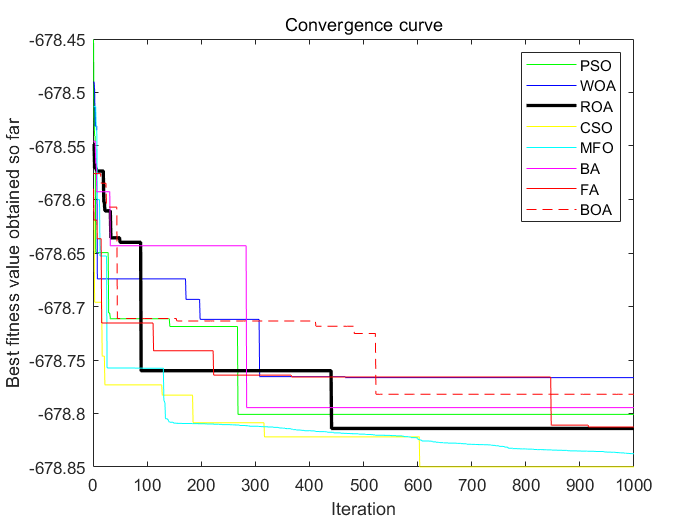 Convergence curve
Best fitness value obtained so far
-678.45
-678.5
-678.55
-678.6
-678.65
-678.7
-678.75
-678.8
-678.85
0 100 200 300 400 500 600 700 800 900 1000
Iteration
PSO
WOA
ROA
CSO
MFO
BA
FA
BOA